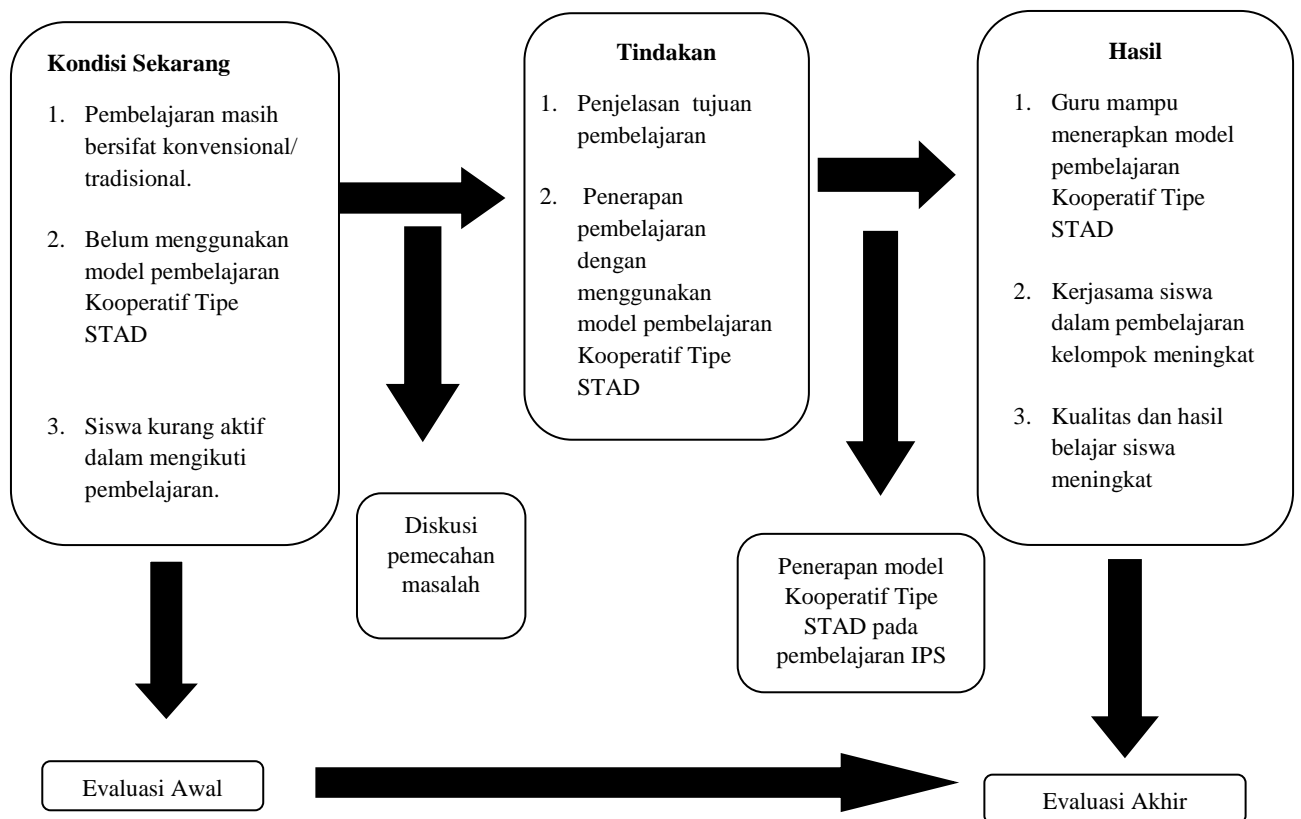 Kondisi Sekarang
1. Pembelajaran masih
bersifat konvensional/
tradisional.
2. Belum menggunakan
model pembelajaran
Kooperatif Tipe
STAD
3. Siswa kurang aktif
dalam mengikuti
pembelajaran.
Diskusi
pemecahan
masalah
Tindakan
1. Penjelasan tujuan
pembelajaran
2. Penerapan
pembelajaran
dengan
menggunakan
model pembelajaran
Kooperatif Tipe
STAD
Penerapan model
Kooperatif Tipe
STAD pada
pembelajaran IPS
Hasil
1. Guru mampu
menerapkan model
pembelajaran
Kooperatif Tipe
STAD
2. Kerjasama siswa
dalam pembelajaran
kelompok meningkat
3. Kualitas dan hasil
belajar siswa
meningkat
Evaluasi Awal
Evaluasi Akhir